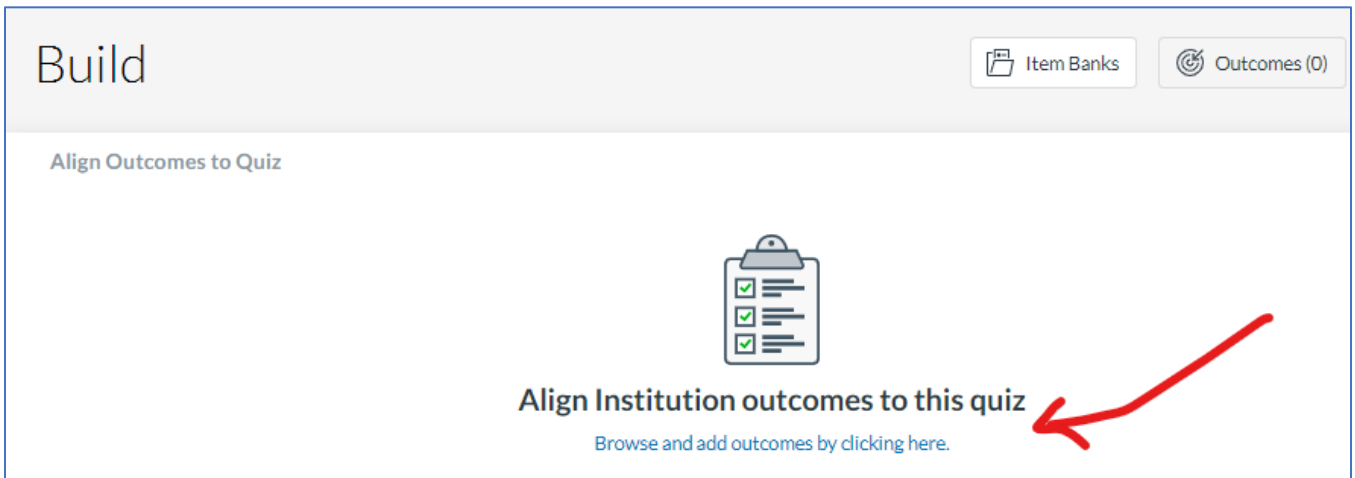 Build
Item Banks
Outcomes (0)
Align Outcomes to Quiz
Align Institution outcomes to this quiz
Browse and add outcomes by clicking here.